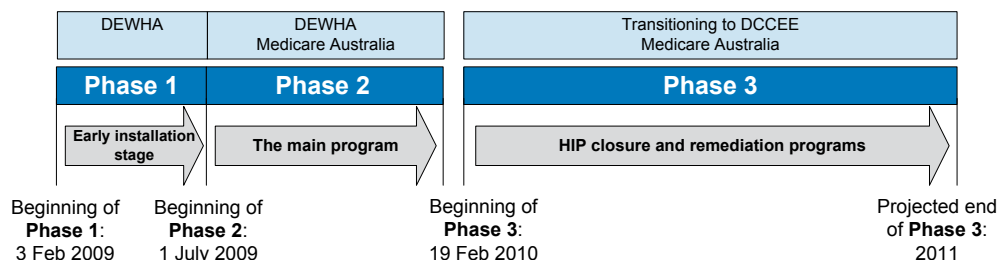 DEWHA
DEWHA
Medicare Australia
Transitioning to DCCEE
Medicare Australia
Phase 1
Phase 2
Phase 3
Early installation
stage
The main program
HIP closure and remediation programs
Beginning of
Phase 1:
3 Feb 2009
Beginning of
Phase 2:
1 July 2009
Beginning of
Phase 3:
19 Feb 2010
Projected end
of Phase 3:
2011